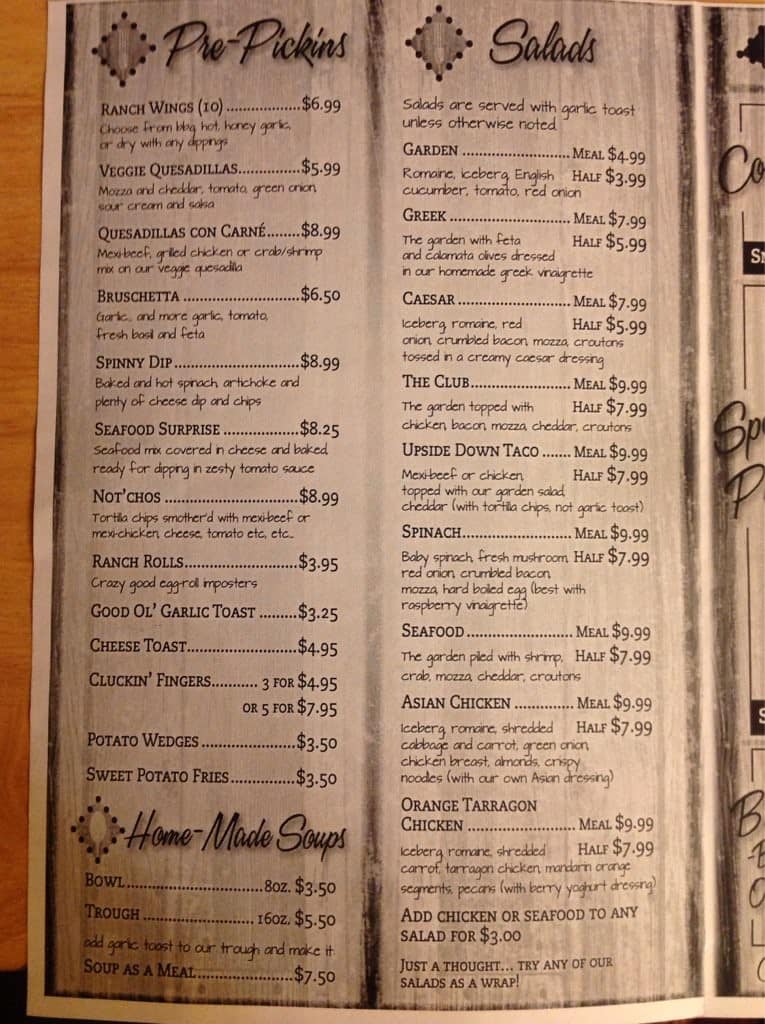 Pre-Pickins
Ranch Wings (10) ..................$6.99
Choose from bbq, hot, honey garlic,
or dry with any dippings
Veggie Quesadillas...............$5.99
Mozza and cheddar, tomato, green onion,
sour cream and salsa
Quesadillas con Carné........$8.99
Mexi-beef, grilled chicken or crab/shrimp
mix on our veggie quesadilla
Bruschetta ............................$6.50
Garlic... and more garlic, tomato,
fresh basil and feta
Spinny Dip..............................$8.99
Baked and hot spinach, artichoke and
plenty of cheese dip and chips
Seafood Surprise ..................$8.25
Seafood mix covered in cheese and baked,
ready for dipping in zesty tomato sauce
Not'chos ................................$8.99
Tortilla chips smother'd with mexi-beef or
mexi-chicken, cheese, tomato etc, etc...
Ranch Rolls...........................$3.95
Crazy good egg-roll imposters
Good Ol' Garlic Toast .........$3.25
Cheese Toast..........................$4.95
Cluckin' Fingers........... 3 for $4.95
or 5 for $7.95
Potato Wedges .......................$3.50
Sweet Potato Fries................$3.50
Home-Made Soups
Bowl.................................8oz. $3.50
Trough ...........................16oz. $5.50
add garlic toast to our trough and make it
Soup as a Meal.......................$7.50
Salads
Salads are served with garlic toast
unless otherwise noted.
Garden .......................... Meal $4.99
Romaine, iceberg, English Half $3.99
cucumber, tomato, red onion
Greek ............................. Meal $7.99
The garden with feta Half $5.99
and calamata olives dressed
in our homemade greek vinaigrette
Caesar ........................... Meal $7.99
Iceberg, romaine, red Half $5.99
onion, crumbled bacon, mozza, croutons
tossed in a creamy caesar dressing
The Club........................ Meal $9.99
The garden topped with Half $7.99
chicken, bacon, mozza, cheddar, croutons
Upside Down Taco ....... Meal $9.99
Mexi-beef or chicken, Half $7.99
topped with our garden salad,
cheddar (with tortilla chips, not garlic toast)
Spinach.......................... Meal $9.99
Baby spinach, fresh mushroom, Half $7.99
red onion, crumbled bacon,
mozza, hard boiled egg (best with
raspberry vinaigrette)
Seafood.......................... Meal $9.99
The garden piled with shrimp, Half $7.99
crab, mozza, cheddar, croutons
Asian Chicken .............. Meal $9.99
Iceberg, romaine, shredded Half $7.99
cabbage and carrot, green onion,
chicken breast, almonds, crispy
noodles (with our own Asian dressing)
Orange Tarragon
Chicken .......................... Meal $9.99
Iceberg, romaine, shredded Half $7.99
carrot, tarragon chicken, mandarin orange
segments, pecans (with berry yoghurt dressing)
Add chicken or seafood to any
salad for $3.00
Just a thought... try any of our
salads as a wrap!